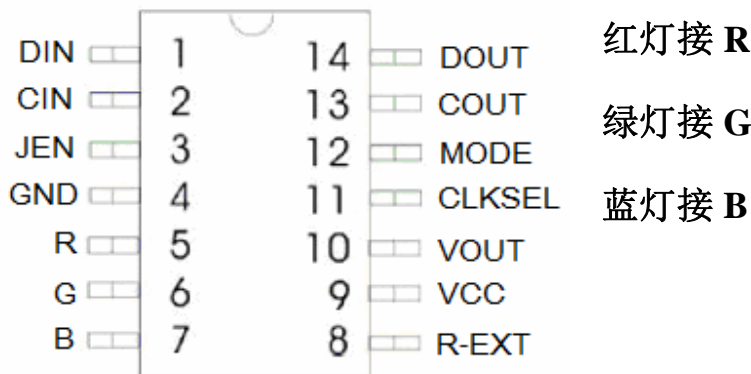 DIN 1 14 DOUT 红灯接 R
CIN 2 13 COUT
绿灯接 G
JEN 3 12 MODE
GND 4 11 CLKSEL 蓝灯接 B
R 5 10 VOUT
G 6 9 VCC
B 7 8 R-EXT